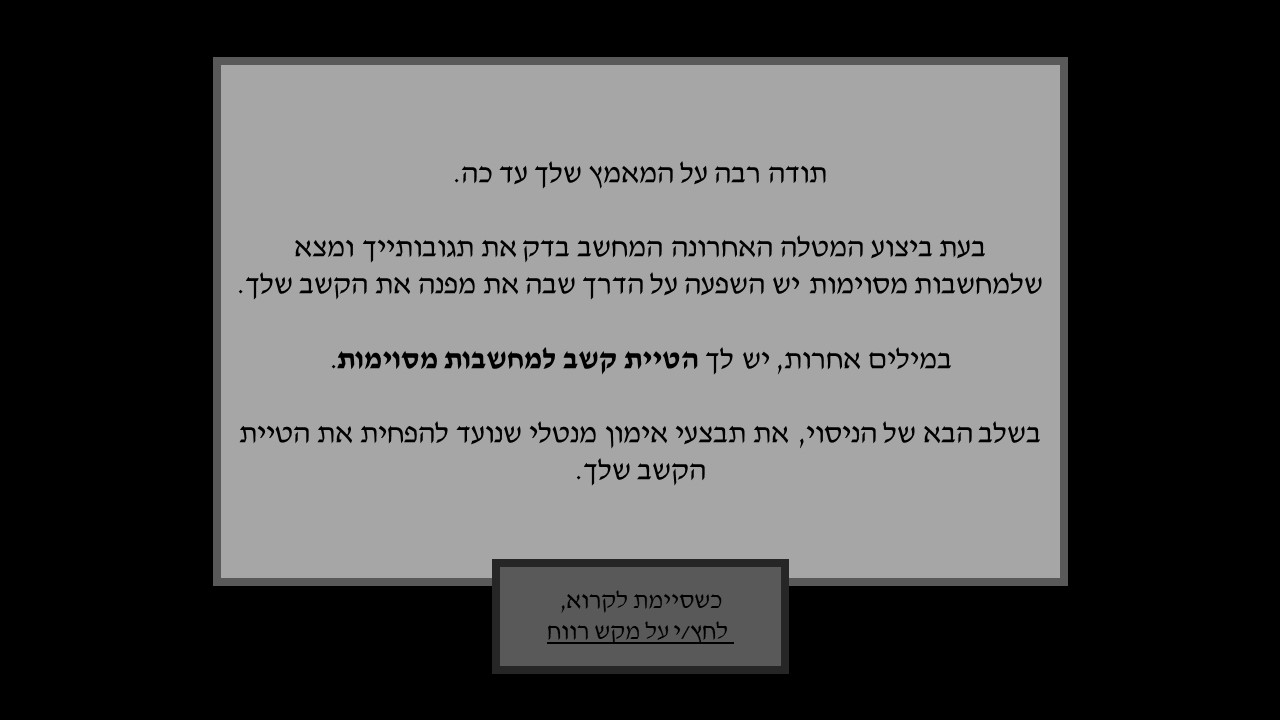 תודה רבה על המאמץ שלך עד כה.
בעת ביצוע המטלה האחרונה המחשב בדק את תגובותייך ומצא
שלמחשבות מסוימות יש השפעה על הדרך שבה את מפנה את הקשב שלך.
במילים אחרות, יש לך הטיית קשב למחשבות מסוימות.
בשלב הבא של הניסוי, את תבצעי אימון מנטלי שנועד להפחית את הטיית
הקשב שלך.
כשסיימת לקרוא,
לחץ/י על מקש רווח